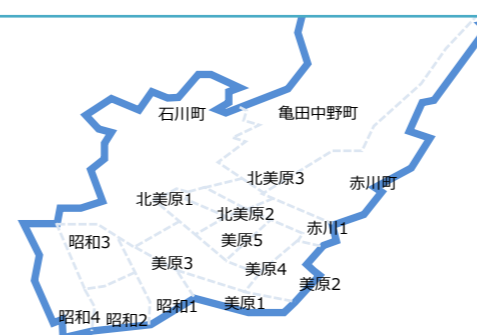 石川町
亀田中野町
北美原3
赤川町
北美原1
北美原2
赤川1
昭和3
美原5
美原3
美原4
美原2
昭和1
美原1
昭和4
昭和2